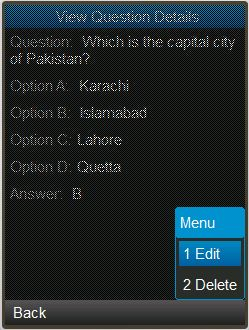 View Question Details
Question: Which is the capital city
of Pakistan?
Option A: Karachi
Option B: Islamabad
Option C: Lahore
Option D: Quetta
Answer: B
Menu
1 Edit
2 Delete
Back